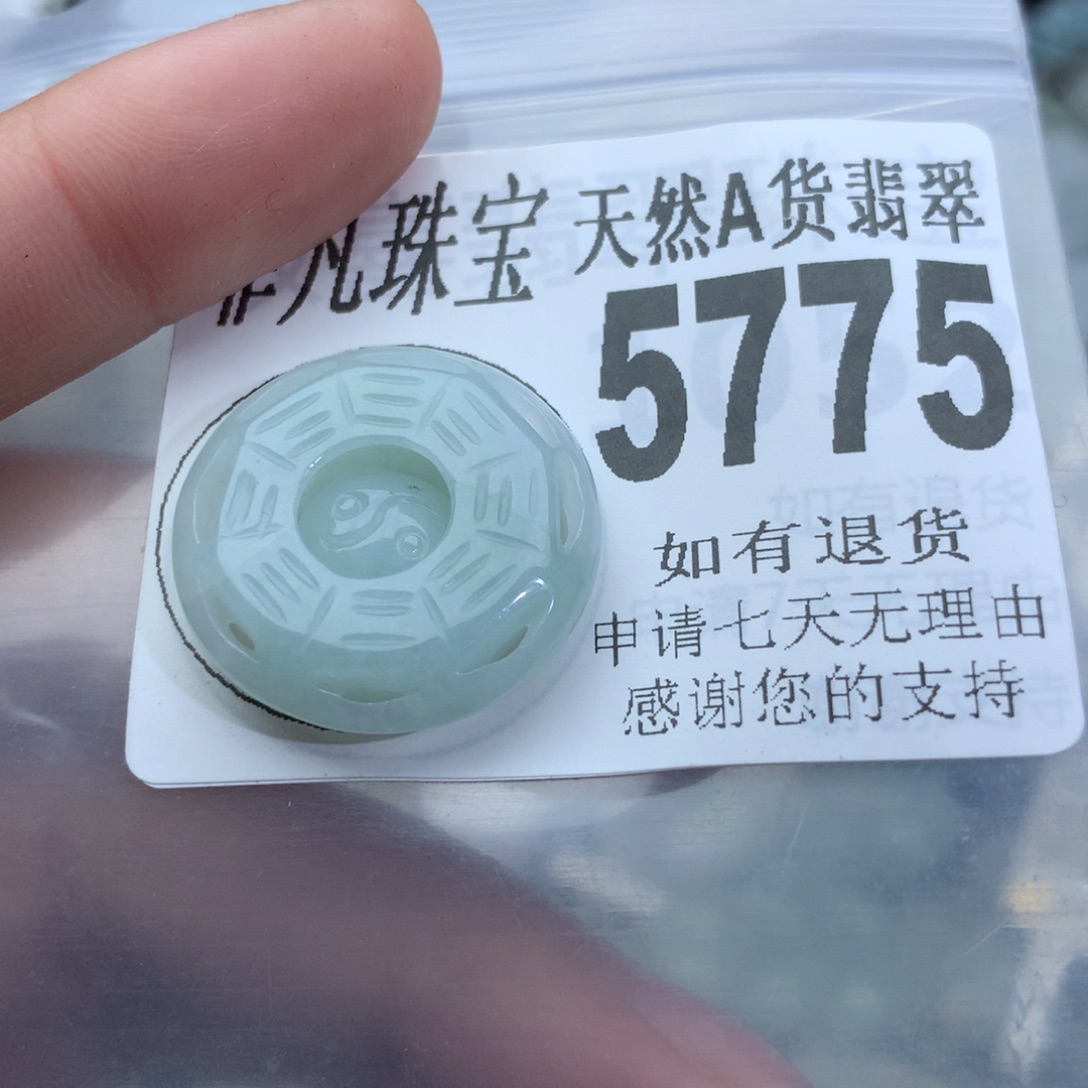 凡珠宝 天然A货翡翠
5775
如有退货
申请七天无理由
感谢您的支持